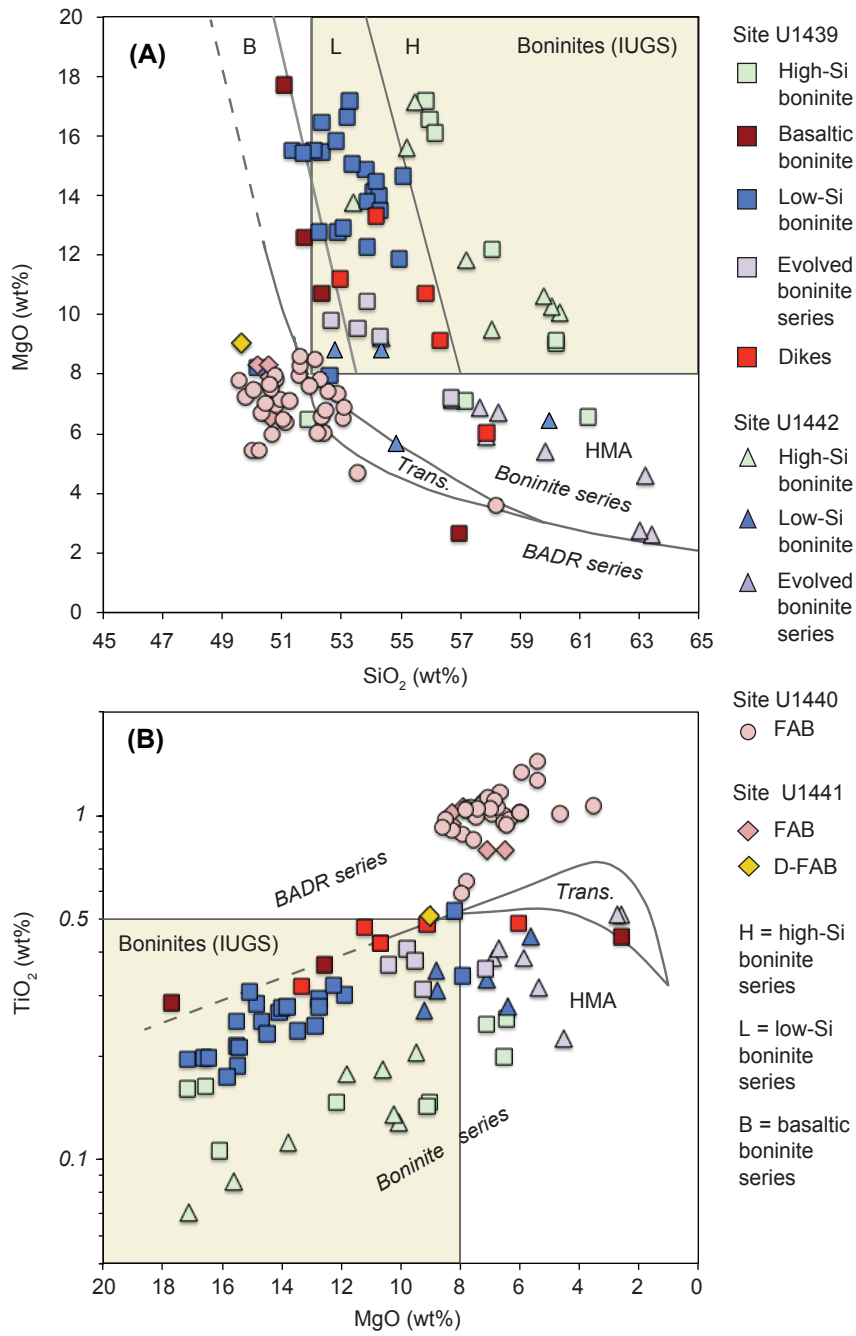 (A)
B
L
H
Boninites (IUGS)
20
18
16
14
12
10
8
6
4
2
0
MgO (wt%)
HMA
Trans.
Boninite series
BADR series
45 47 49 51 53 55 57 59 61 63 65
SiO2 (wt%)
(B)
2
1
0.5
0.1
TiO2 (wt%)
BADR series
Trans.
Boninites (IUGS)
HMA
Boninite series
20 18 16 14 12 10 8 6 4 2 0
MgO (wt%)
Site U1439
High-Si
boninite
Basaltic
boninite
Low-Si
boninite
Evolved
boninite
series
Dikes
Site U1442
High-Si
boninite
Low-Si
boninite
Evolved
boninite
series
Site U1440
FAB
Site U1441
FAB
D-FAB
H = high-Si
boninite
series
L = low-Si
boninite
series
B = basaltic
boninite
series